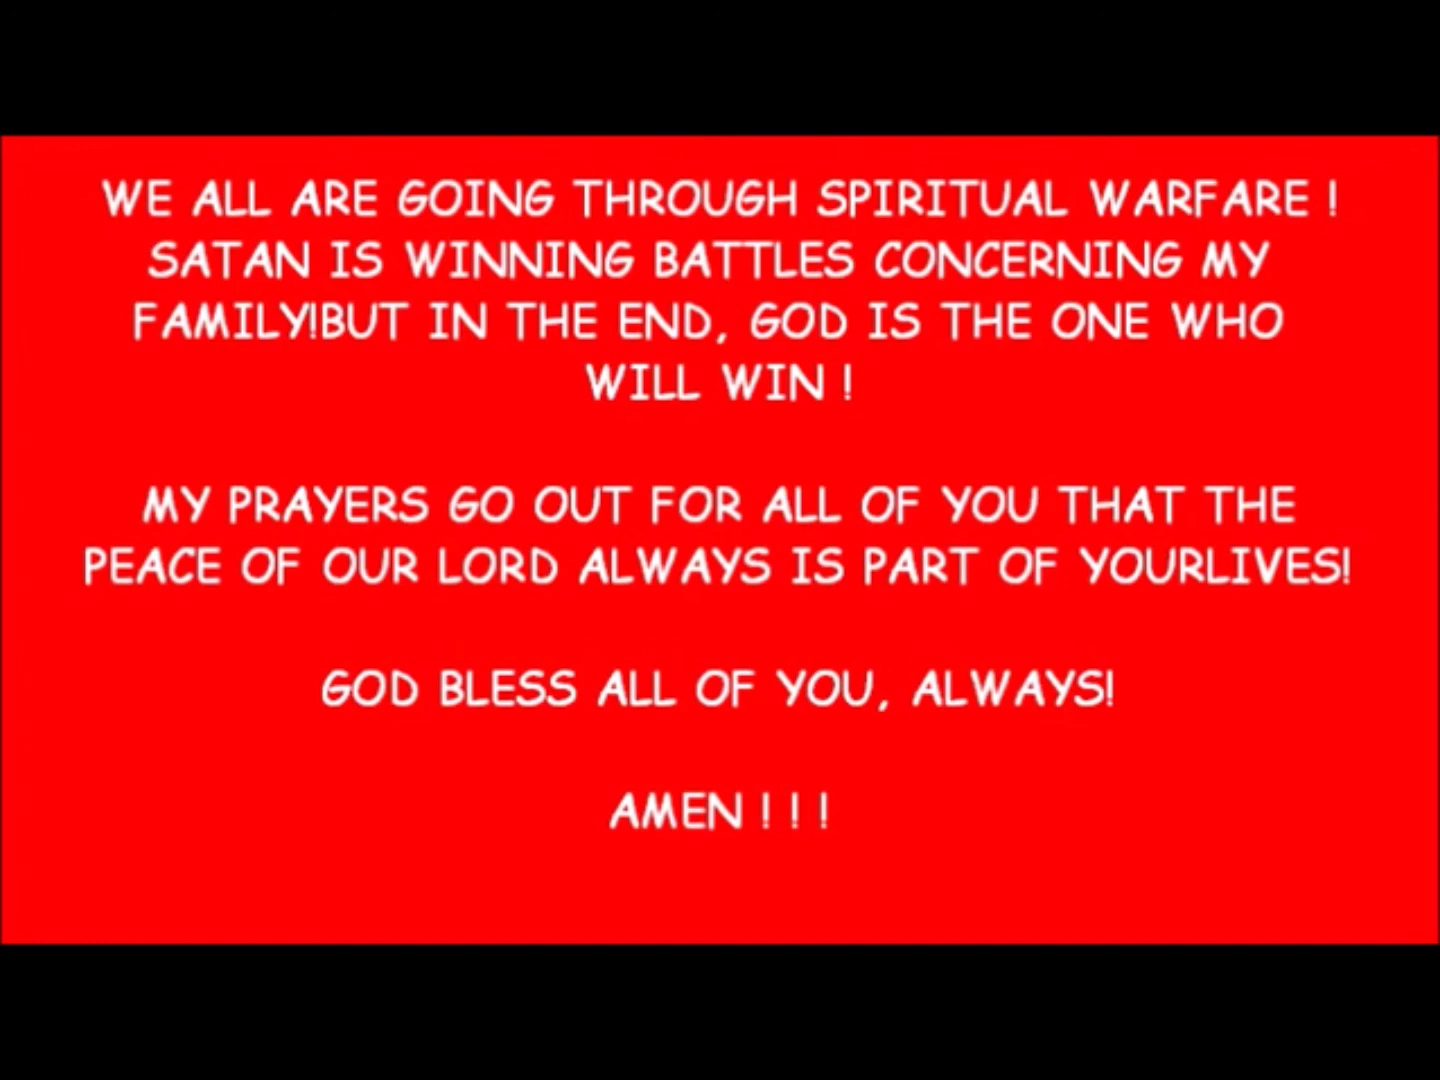 WE ALL ARE GOING THROUGH SPIRITUAL WARFARE !
SATAN IS WINNING BATTLES CONCERNING MY
FAMILY!BUT IN THE END, GOD IS THE ONE WHO
WILL WIN !
MY PRAYERS GO OUT FOR ALL OF YOU THAT THE
PEACE OF OUR LORD ALWAYS IS PART OF YOURLIVES!
GOD BLESS ALL OF YOU, ALWAYS!
AMEN ! ! !